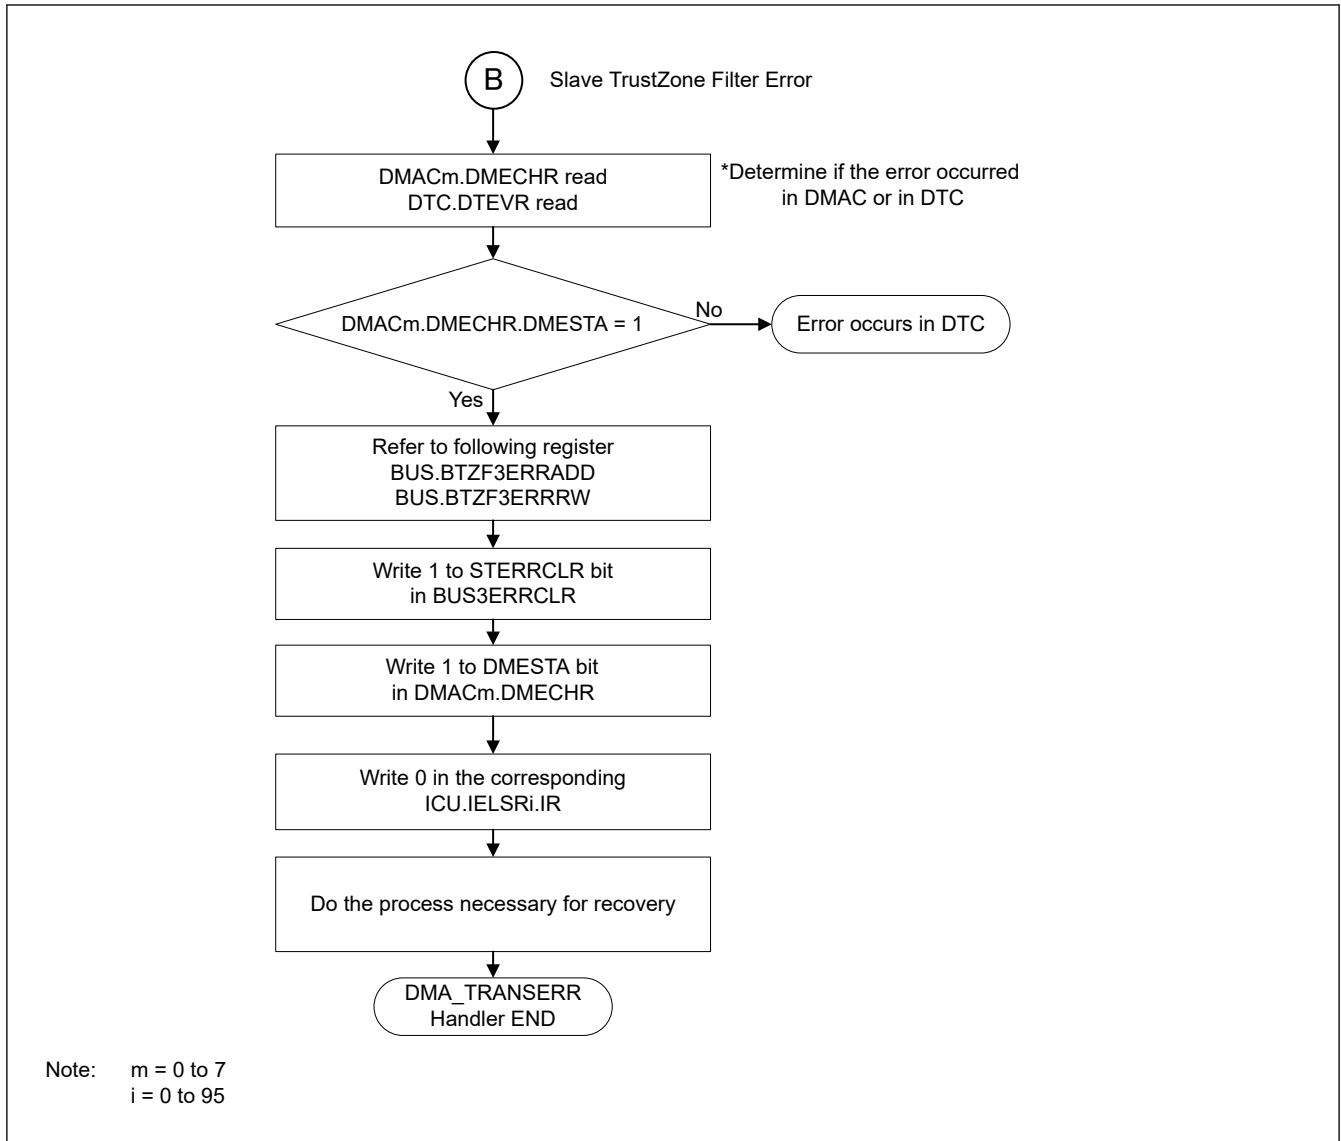 B
Slave TrustZone Filter Error
DMACm.DMECHR read
DTC.DTEVR read
*Determine if the error occurred
in DMAC or in DTC
DMACm.DMECHR.DMESTA = 1
No
Error occurs in DTC
Yes
Refer to following register
BUS.BTZF3ERRADD
BUS.BTZF3ERRRW
Write 1 to STERRCLR bit
in BUS3ERRCLR
Write 1 to DMESTA bit
in DMACm.DMECHR
Write 0 in the corresponding
ICU.IELSRi.IR
Do the process necessary for recovery
DMA_TRANSERR
Handler END
Note: m = 0 to 7
i = 0 to 95